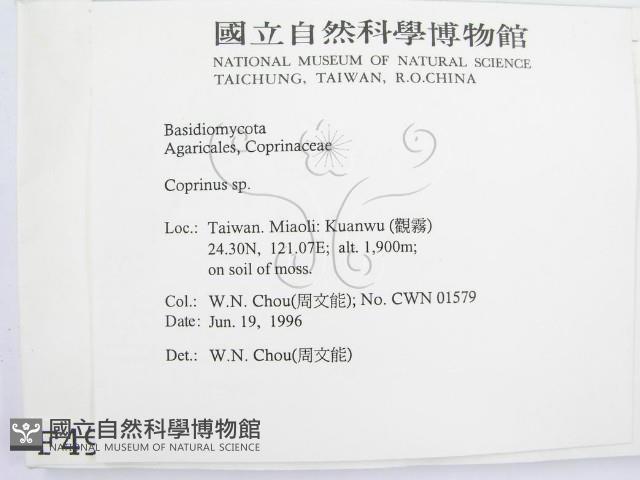 國立自然科學博物館
NATIONAL MUSEUM OF NATURAL SCIENCE
TAICHUNG, TAIWAN, R.O.CHINA
Basidiomycota
Agaricales, Coprinaceae
Coprinus sp.
Loc.: Taiwan. Miaoli: Kuanwu (觀霧)
24.30N, 121.07E; alt. 1,900m;
on soil of moss.
Col.: W.N. Chou(周文能); No. CWN 01579
Date: Jun. 19, 1996
Det.: W.N. Chou(周文能)
國立自然科學博物館
NATIONAL MUSEUM OF NATURAL SCIENCE